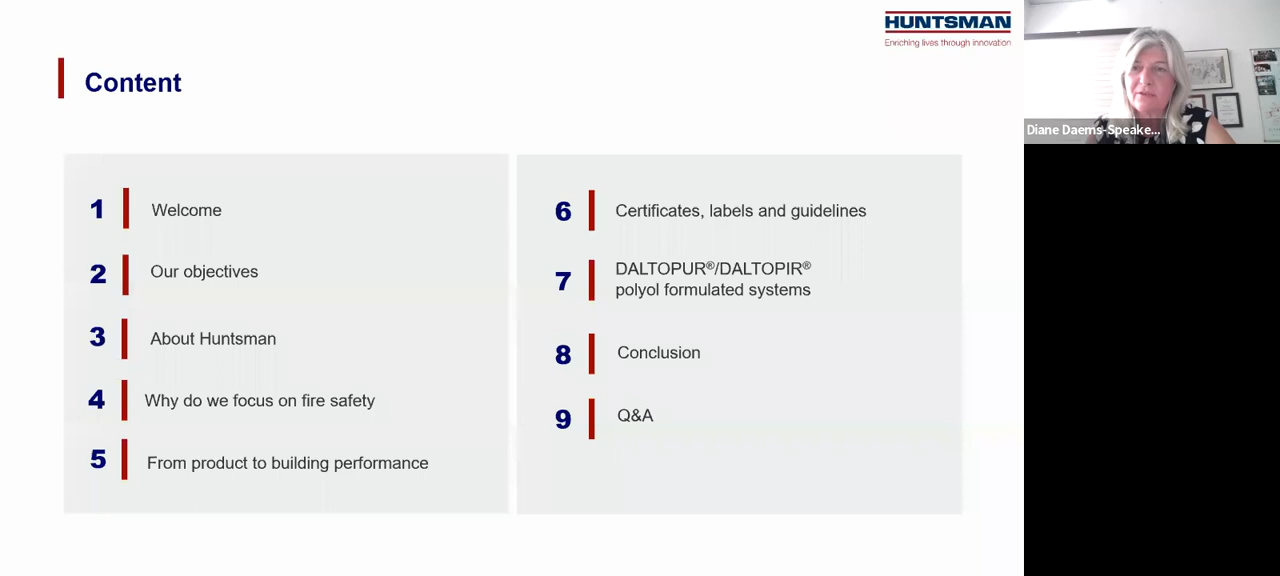 HUNTSMAN
Enriching lives through innovation
Content
1 Welcome
2 Our objectives
3 About Huntsman
4 Why do we focus on fire safety
5 From product to building performance
6 Certificates, labels and guidelines
7 DALTOPUR®/DALTOPIR®
polyol formulated systems
8 Conclusion
9 Q&A
Diane Daems-Speake...